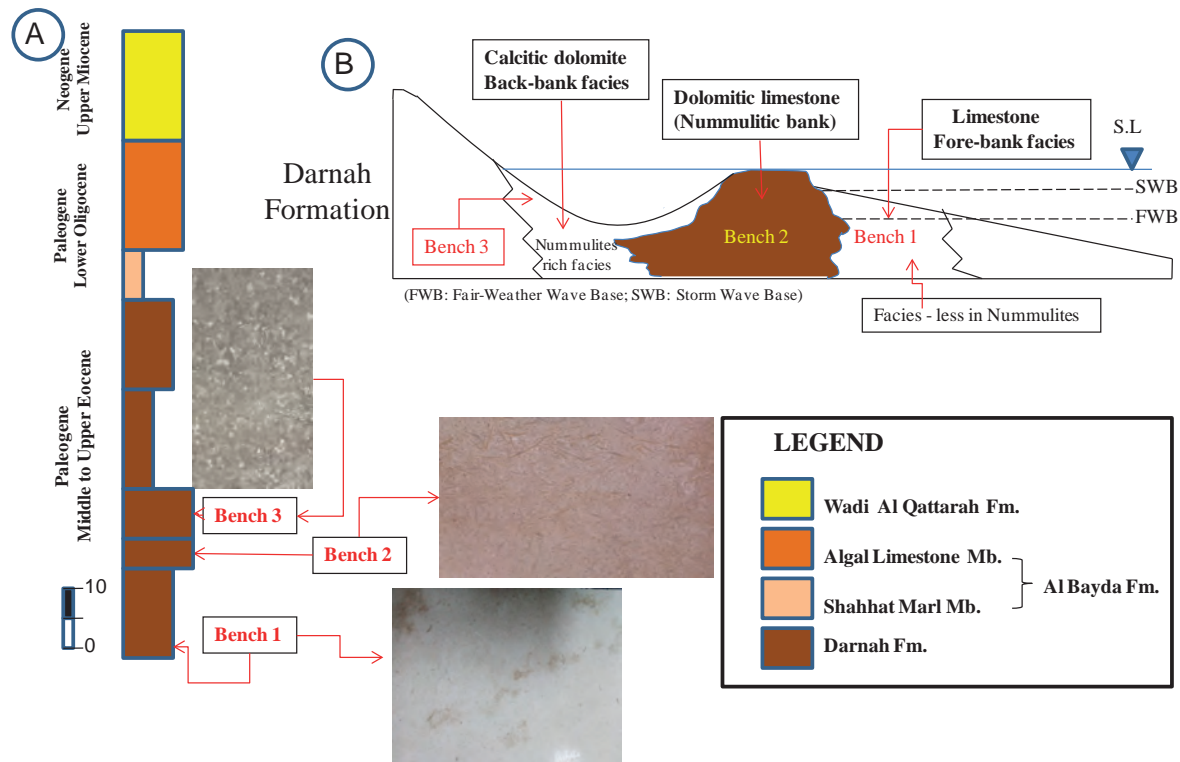 A
Neogene
Upper Miocene
Paleogene
Lower Oligocene
Paleogene
Middle to Upper Eocene
10
0
Bench 3
Bench 2
Bench 1
B
Calcitic dolomite
Back-bank facies
Dolomitic limestone
(Nummulitic bank)
Limestone
Fore-bank facies
S.L
SWB
FWB
Darnah
Formation
Bench 3
Nummulites
rich facies
Bench 2
Bench 1
(FWB: Fair-Weather Wave Base; SWB: Storm Wave Base)
Facies - less in Nummulites
LEGEND
Wadi Al Qattarah Fm.
Algal Limestone Mb.
Al Bayda Fm.
Shahhat Marl Mb.
Darnah Fm.